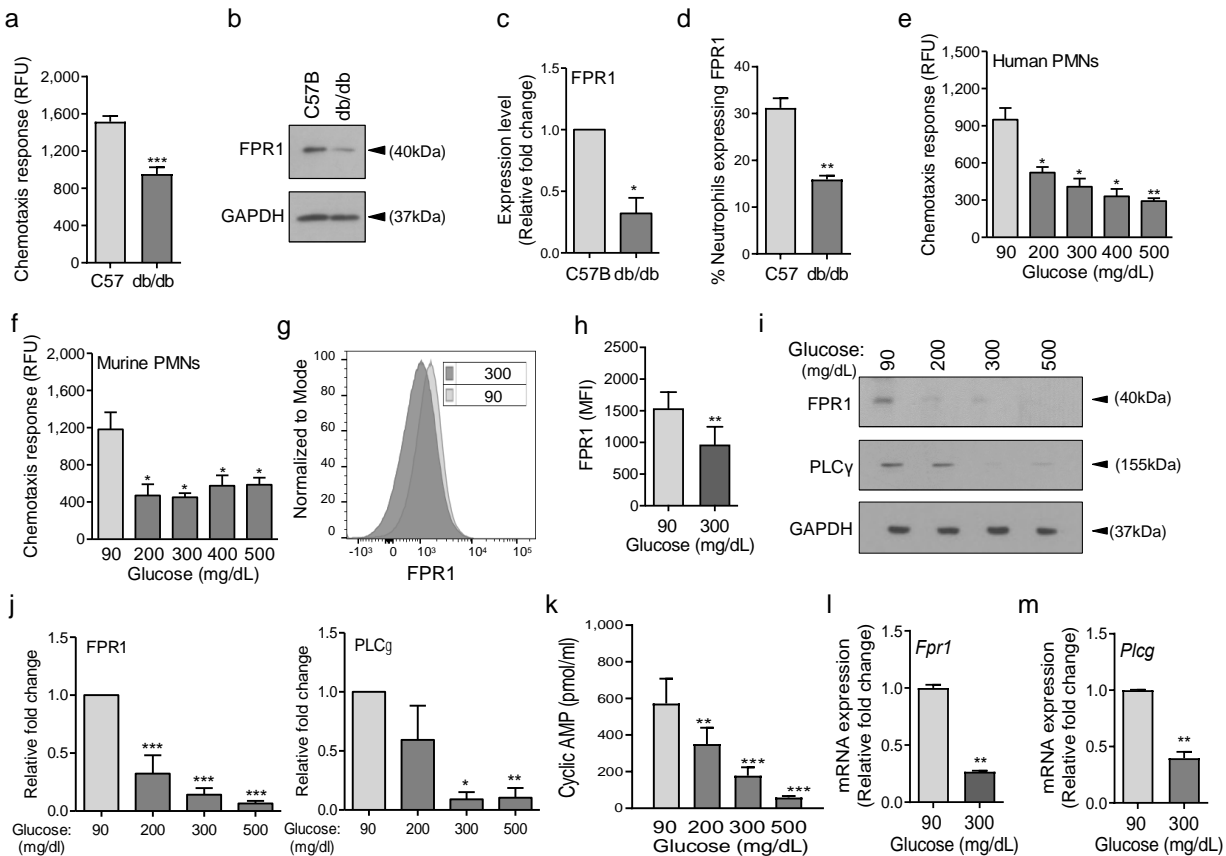 a
Chemotaxis response (RFU)
2,000
1,600
1,200
800
400
0
***
C57 db/db
b
C57B
db/db
FPR1
(40kDa)
GAPDH
(37kDa)
c
Expression level
(Relative fold change)
1.5
1.0
0.5
0.0
FPR1
*
C57B db/db
d
% Neutrophils expressing FPR1
40
30
20
10
0
**
C57 db/db
e
Chemotaxis response (RFU)
1,500
1,200
900
600
300
0
Human PMNs
* * * **
90 200 300 400 500
Glucose (mg/dL)
f
Chemotaxis response (RFU)
2,000
1,600
1,200
800
400
0
Murine PMNs
* * * *
90 200 300 400 500
Glucose (mg/dL)
g
Normalized to Mode
100
80
60
40
20
0
300
90
-10³ 0 10³ 10⁴ 10⁵
FPR1
h
FPR1 (MFI)
2500
2000
1500
1000
500
0
**
90 300
Glucose (mg/dL)
i
Glucose:
(mg/dL)
90 200 300 500
FPR1
(40kDa)
PLCγ
(155kDa)
GAPDH
(37kDa)
j
Relative fold change
1.5
1.0
0.5
0.0
FPR1
*** *** ***
Glucose: 90 200 300 500
(mg/dl)
Relative fold change
1.5
1.0
0.5
0.0
PLCg
* **
Glucose: 90 200 300 500
(mg/dl)
k
Cyclic AMP (pmol/ml)
1,000
800
600
400
200
0
** *** ***
90 200 300 500
Glucose (mg/dL)
l
mRNA expression
(Relative fold change)
1.5
1.0
0.5
0.0
Fpr1
**
90 300
Glucose (mg/dL)
m
mRNA expression
(Relative fold change)
1.5
1.0
0.5
0.0
Plcg
**
90 300
Glucose (mg/dL)